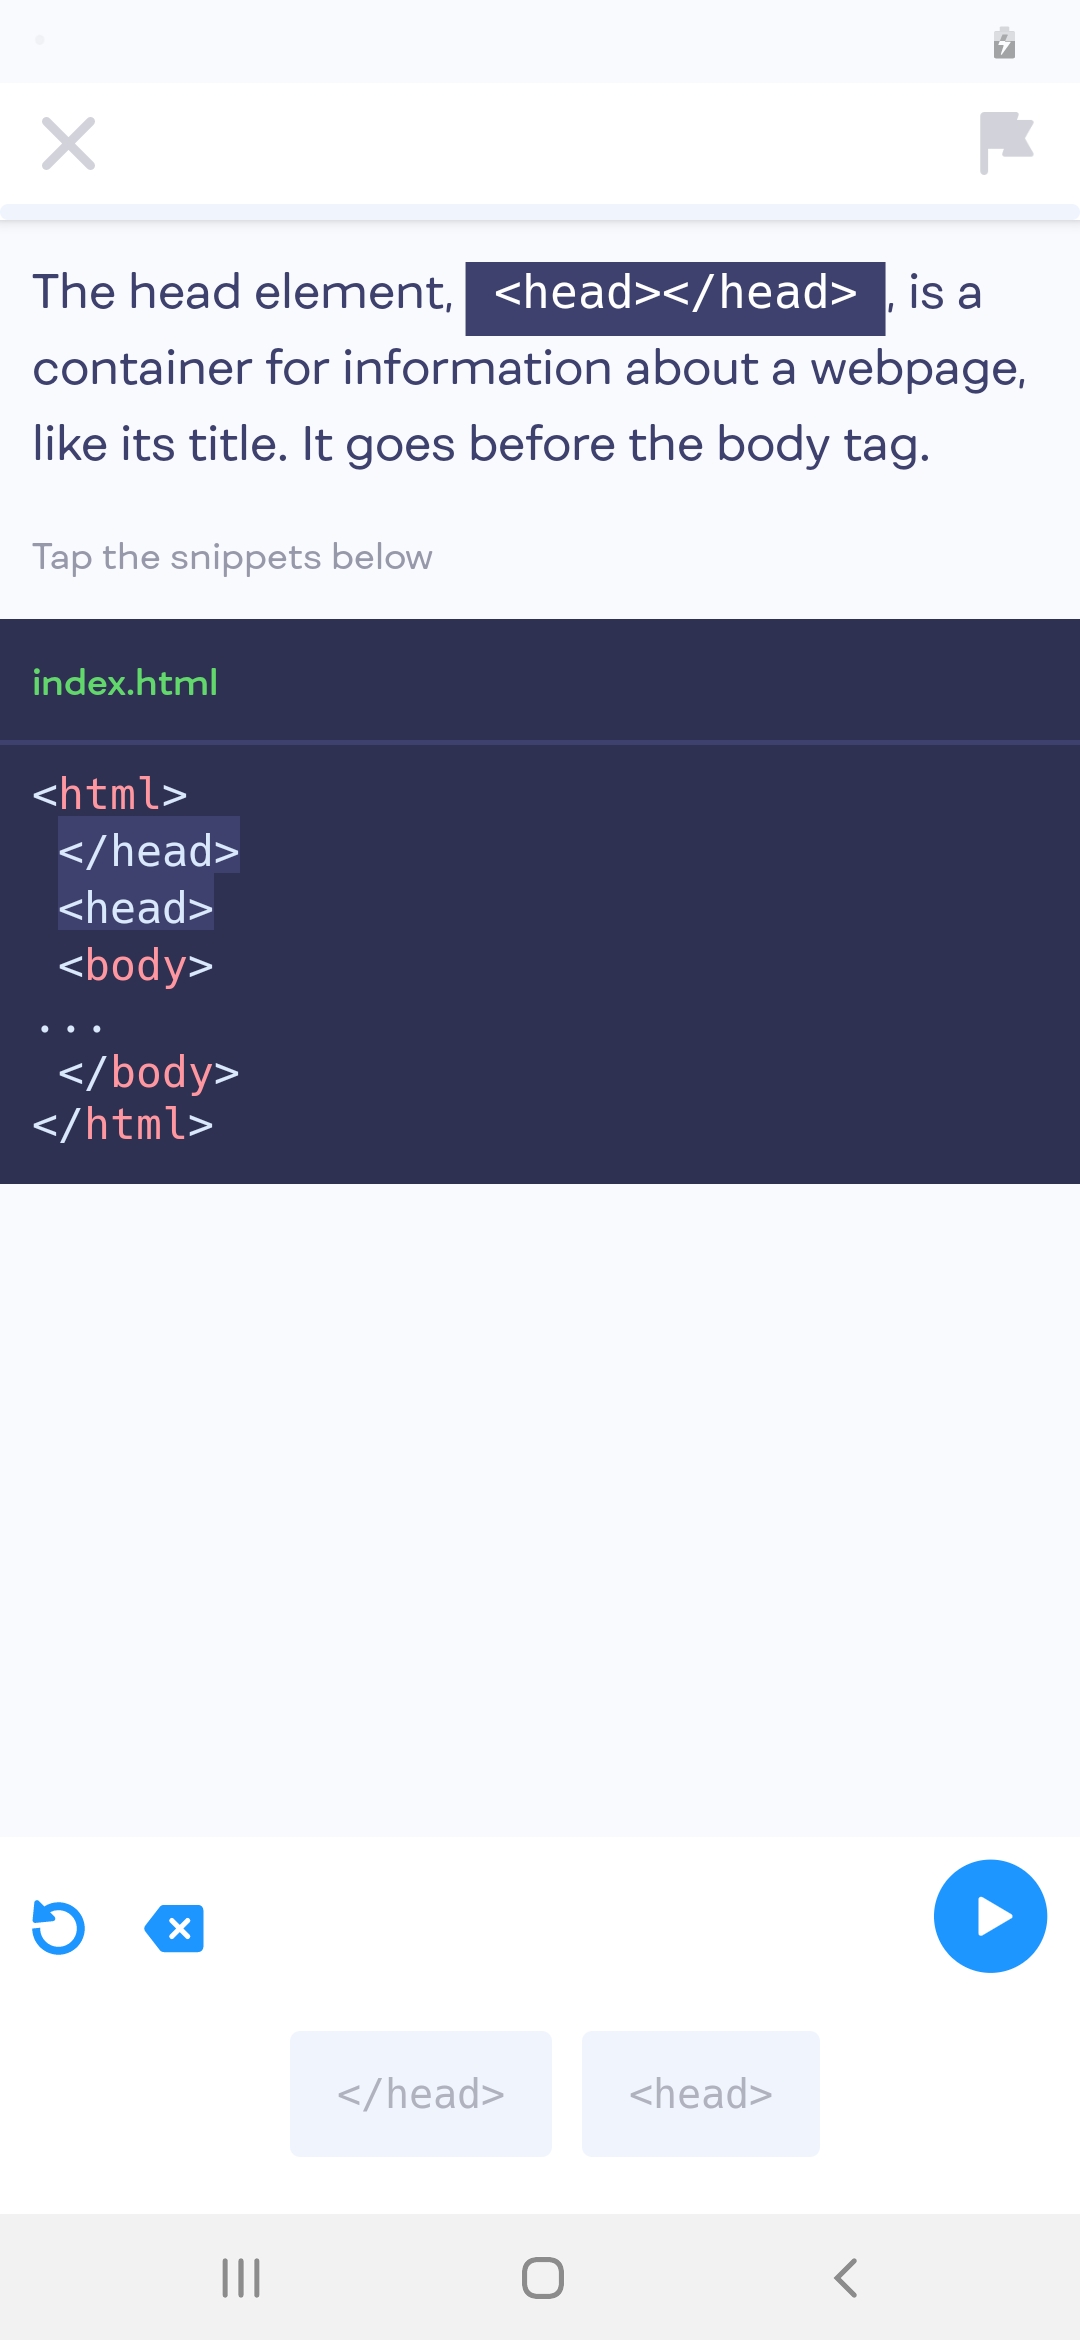 The head element, <head></head> , is a
container for information about a webpage,
like its title. It goes before the body tag.
Tap the snippets below
index.html
<html>
</head>
<head>
<body>
...
</body>
</html>
</head> <head>